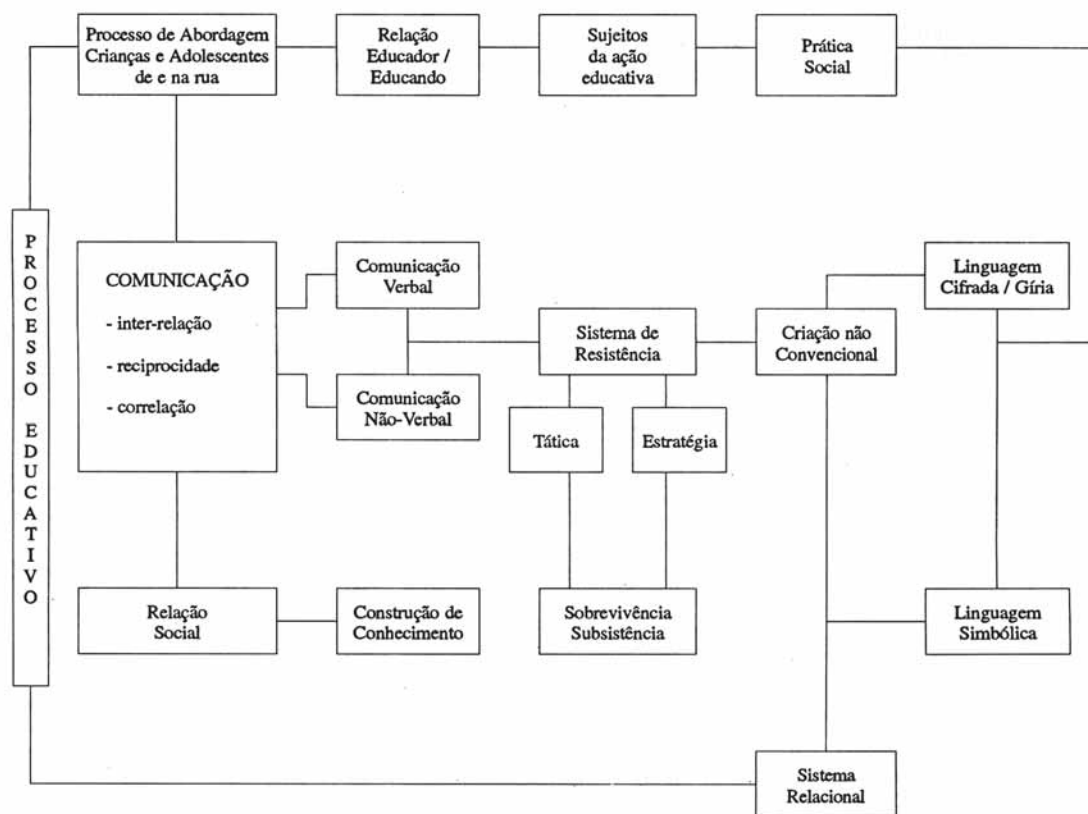 Processo de Abordagem
Crianças e Adolescentes
de e na rua
Relação
Educador /
Educando
Sujeitos
da ação
educativa
Prática
Social
PROCESSO EDUCATIVO
COMUNICAÇÃO
- inter-relação
- reciprocidade
- correlação
Comunicação
Verbal
Comunicação
Não-Verbal
Sistema de
Resistência
Tática
Estratégia
Criação não
Convencional
Linguagem
Cifrada / Gíria
Relação
Social
Construção de
Conhecimento
Sobrevivência
Subsistência
Linguagem
Simbólica
Sistema
Relacional